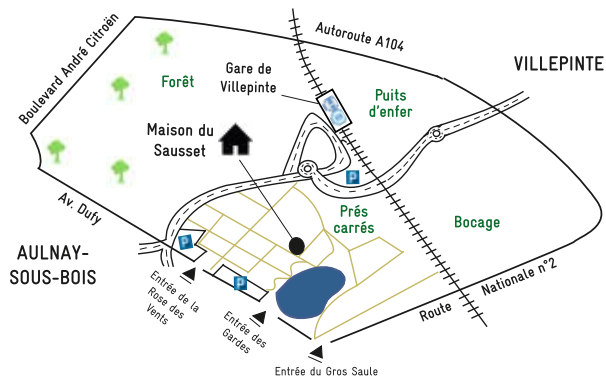 Boulevard André Citroën
Autoroute A104
VILLEPINTE
Forêt
Gare de
Villepinte
Puits
d'enfer
Maison du
Sausset
P
Av. Dufy
Prés
carrés
Bocage
AULNAY-
SOUS-BOIS
P
P
Entrée de la
Rose des
Vents
Entrée des
Gardes
Route Nationale n°2
Entrée du Gros Saule